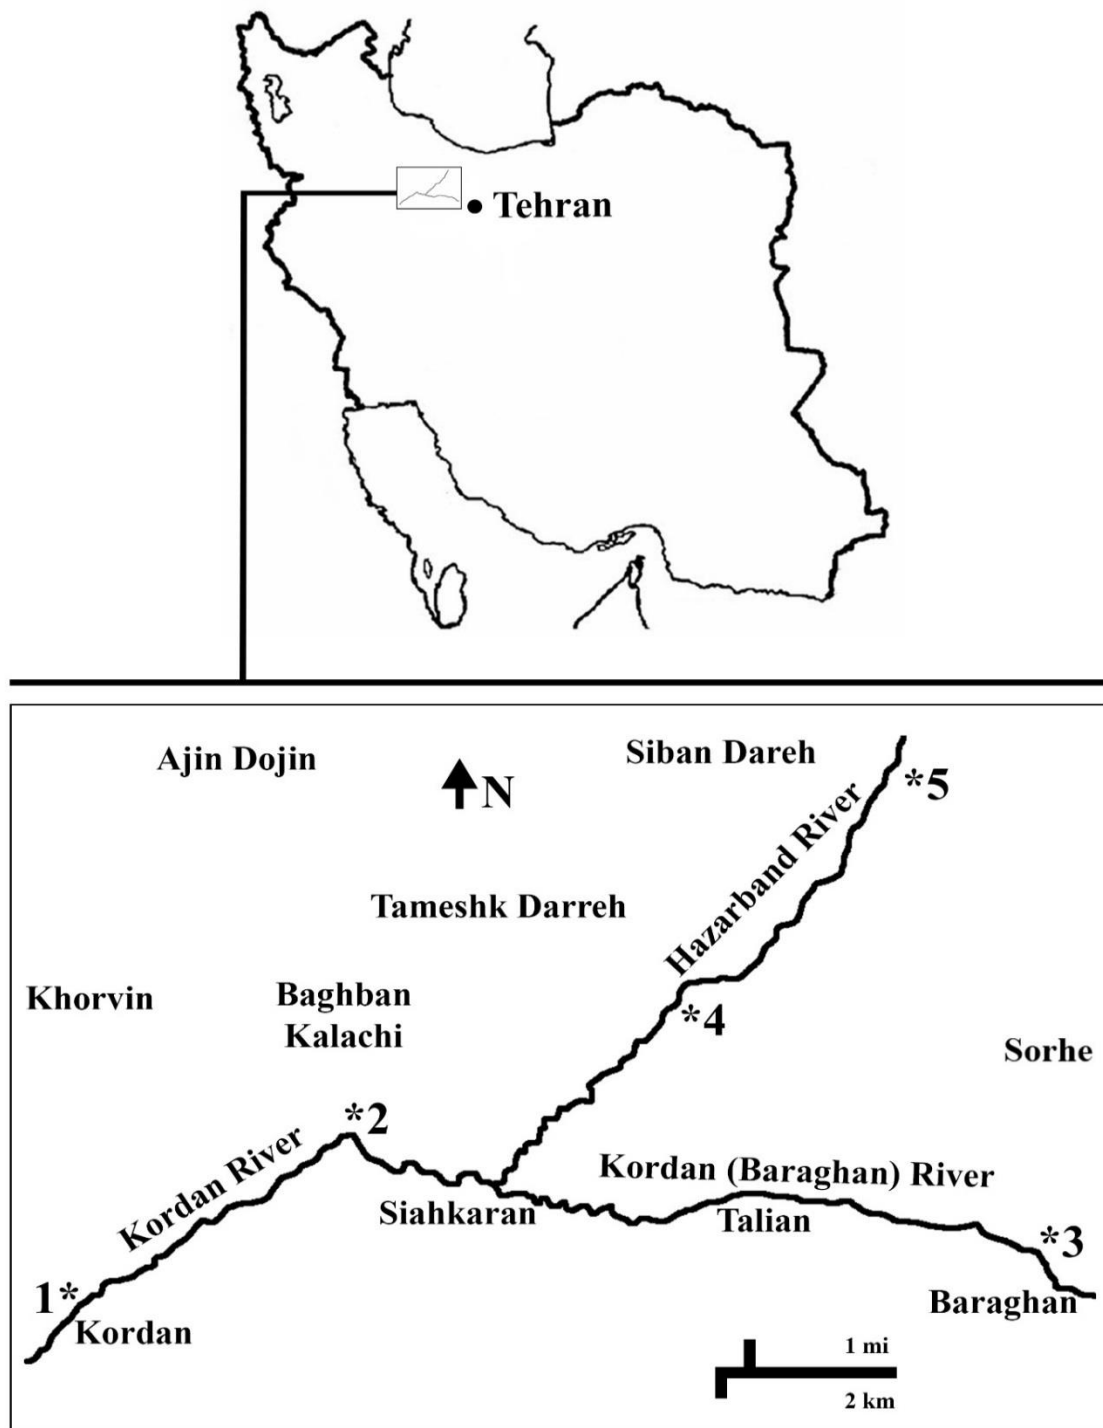 Tehran
Ajin Dojin
Siban Dareh
N
*5
Hazarband River
Tameshk Darreh
Khorvin
Baghban
Kalachi
*4
Sorhe
*2
Kordan River
Kordan (Baraghan) River
Siahkaran
Talian
*3
1*
Baraghan
Kordan
1 mi
2 km